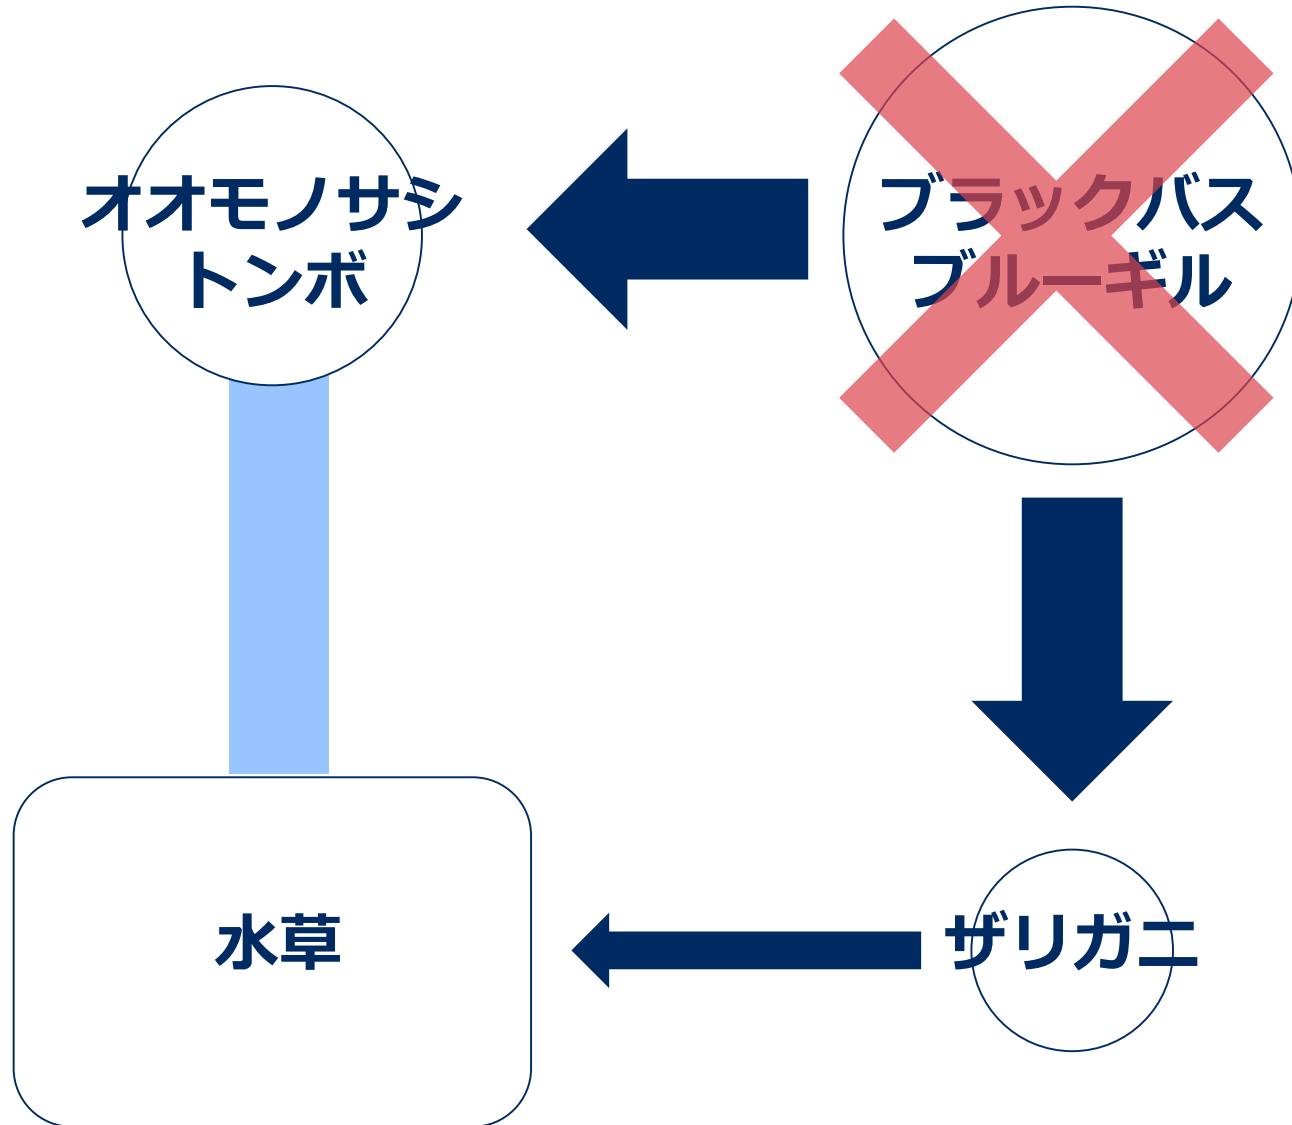 オオモノサシ
トンボ
ブラックバス
ブルーギル
水草
ザリガニ